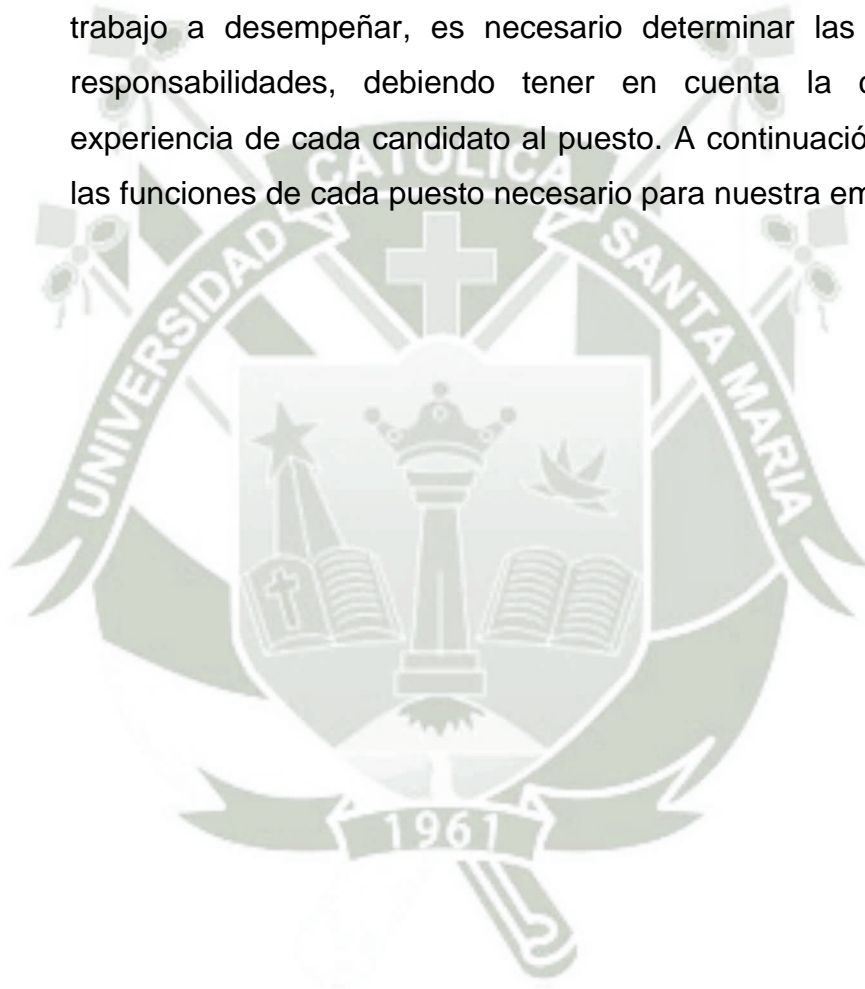 trabajo a desempeñar, es necesario determinar las
responsabilidades, debiendo tener en cuenta la
experiencia de cada candidato al puesto. A continuació
las funciones de cada puesto necesario para nuestra em
CATOLICA
UNIVERSIDAD
SANTA MARIA
1961